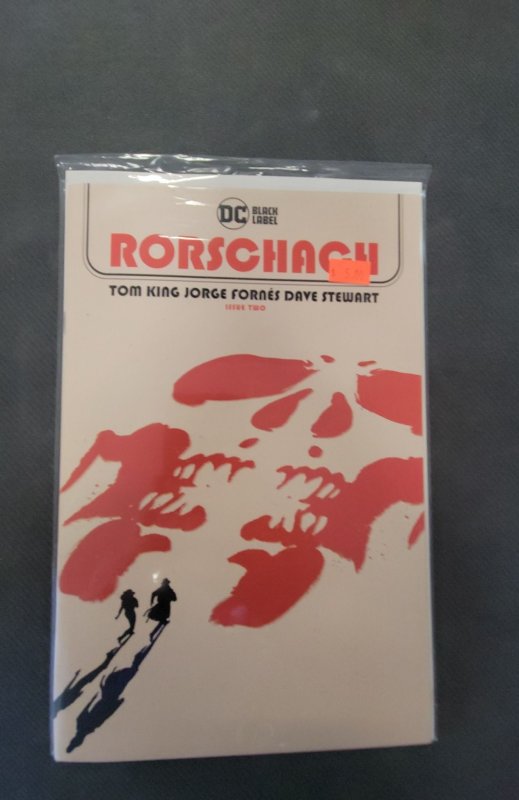 DC BLACK
LABEL
RORSCHACH
TOM KING JORGE FORNÉS DAVE STEWART
ISSUE TWO